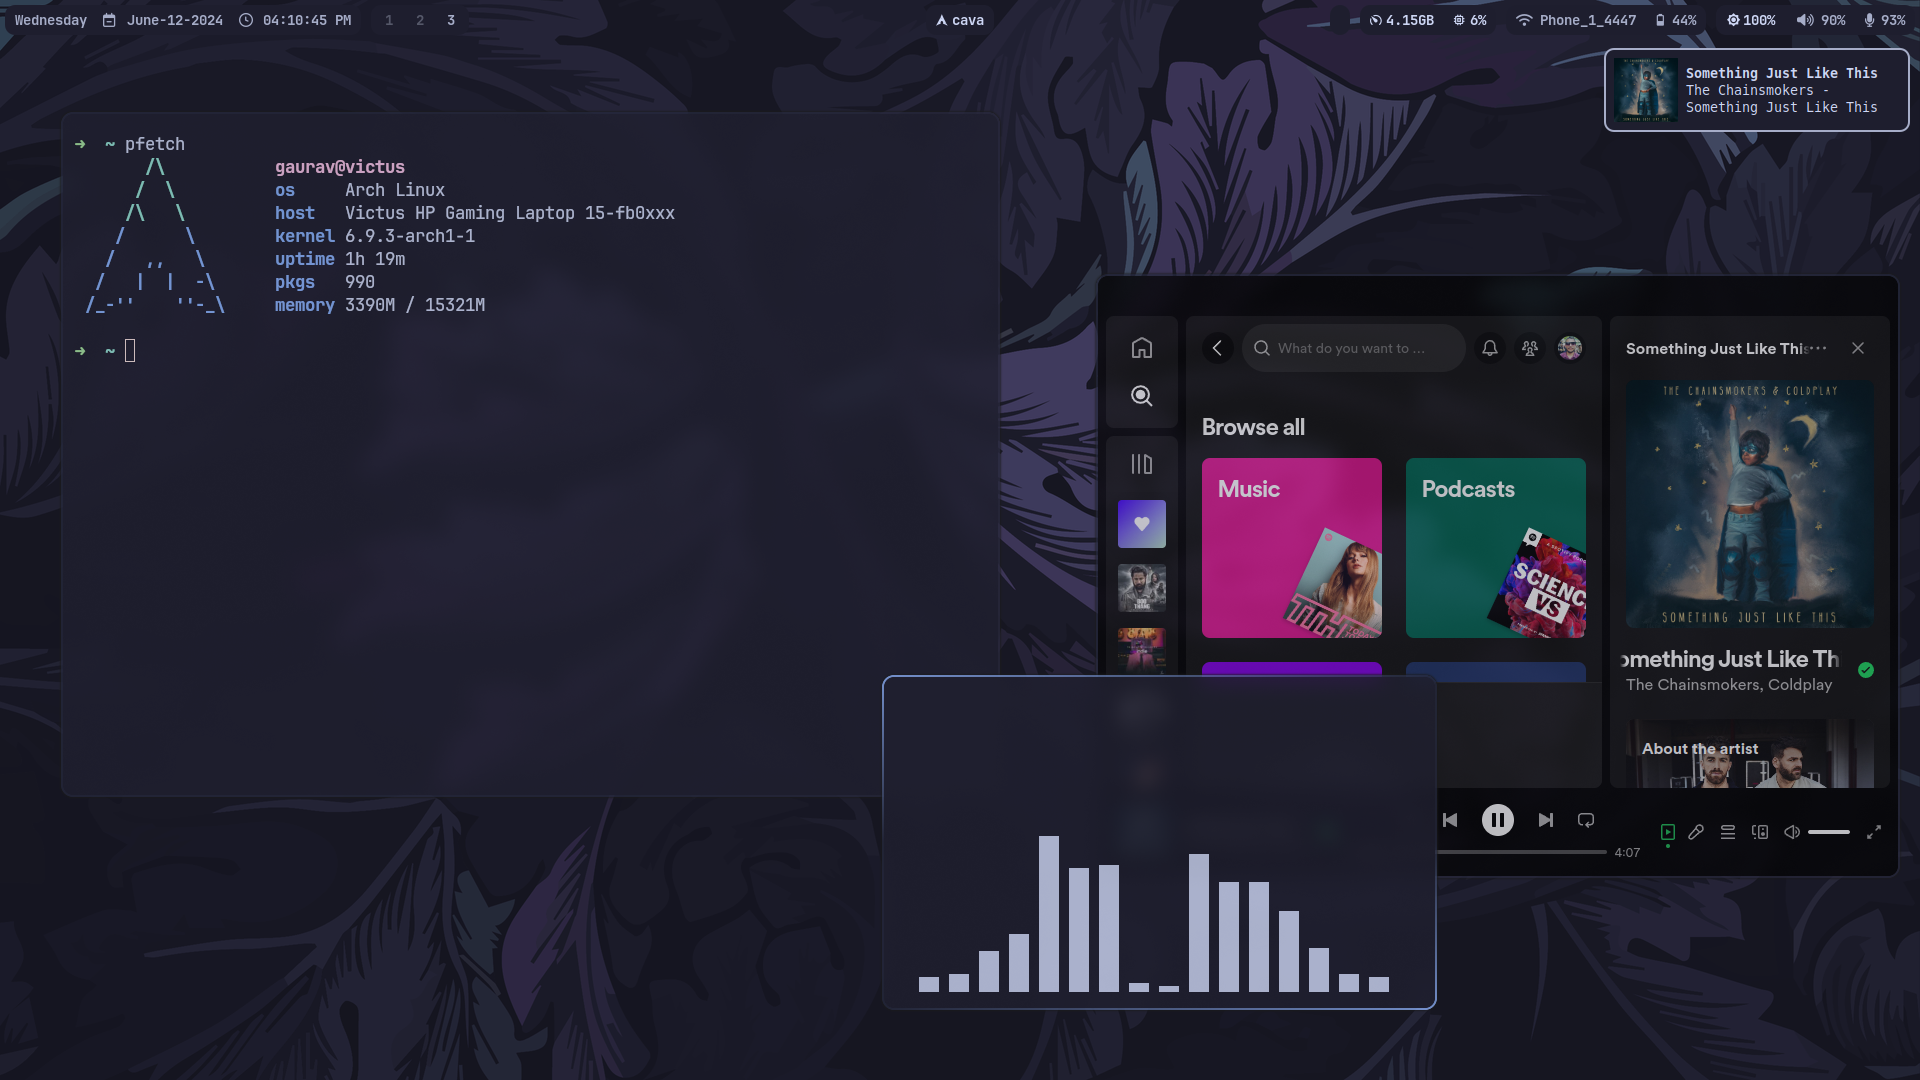 Wednesday June-12-2024 04:10:45 PM 1 2 3
cava
4.15GB 6% Phone_1_4447 44% 100% 90% 93%
Something Just Like This
The Chainsmokers -
Something Just Like This
➜ ~ pfetch
gaurav@victus
os Arch Linux
host Victus HP Gaming Laptop 15-fb0xxx
kernel 6.9.3-arch1-1
uptime 1h 19m
pkgs 990
memory 3390M / 15321M
➜ ~
What do you want to ...
Browse all
Music
Podcasts
SCIENC
VS
Something Just Like This
THE CHAINSMOKERS & COLDPLAY
SOMETHING JUST LIKE THIS
omething Just Like Th
The Chainsmokers, Coldplay
About the artist
4:07